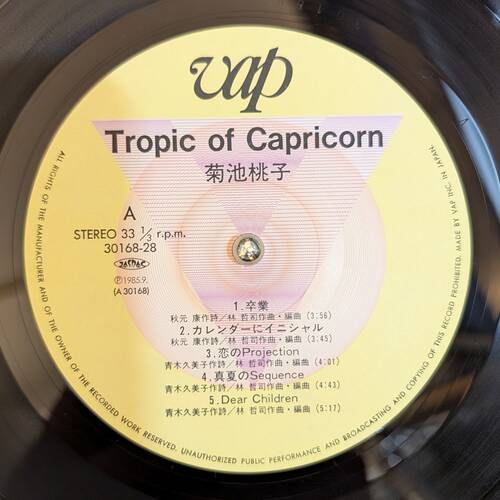 vap
Tropic of Capricorn
菊池桃子
A
STEREO 33 1/3 r.p.m.
30168-28
JASRAC
Ⓟ1985.9.
(A 30168)
1.卒業
秋元 康作詩/林 哲司作曲・編曲 (3:56)
2.カレンダーにイニシャル
秋元 康作詩/林 哲司作曲・編曲 (3:45)
3.恋のProjection
青木久美子作詩/林 哲司作曲・編曲 (4:01)
4.真夏のSequence
青木久美子作詩/林 哲司作曲・編曲 (4:43)
5.Dear Children
青木久美子作詩/林 哲司作曲・編曲 (5:17)
ALL RIGHTS OF THE MANUFACTURER AND OF THE OWNER OF THE RECORDED WORK RESERVED. UNAUTHORIZED PUBLIC PERFORMANCE AND BROADCASTING AND COPYING OF THIS RECORD PROHIBITED. MADE BY VAP INC. IN JAPAN.